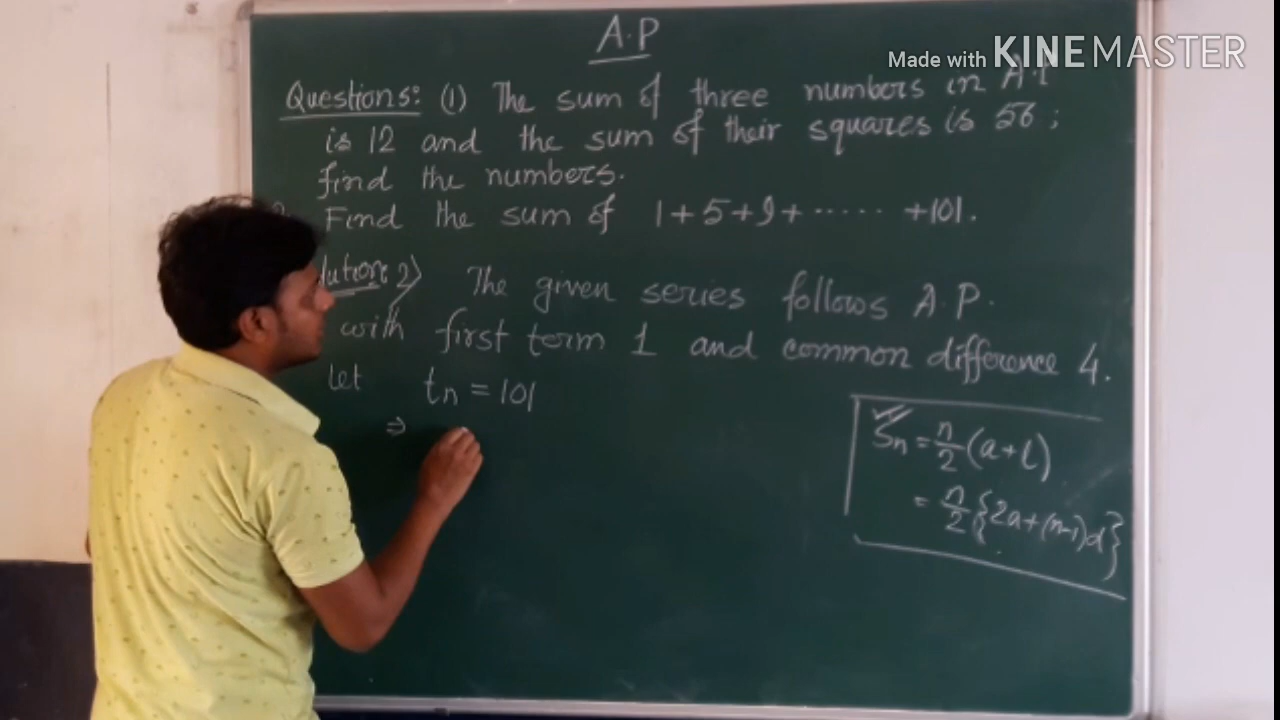 A.P
Made with KINEMASTER
Questions: (1) The sum of three numbers in A.P
is 12 and the sum of their squares is 56 ;
find the numbers.
Find the sum of 1+5+9+ ...... +101.
lution: 2) The given series follows A.P.
with first term 1 and common difference 4.
let tn = 101
⇒
Sn = n/2 (a+l)
= n/2 {2a+(n-1)d}